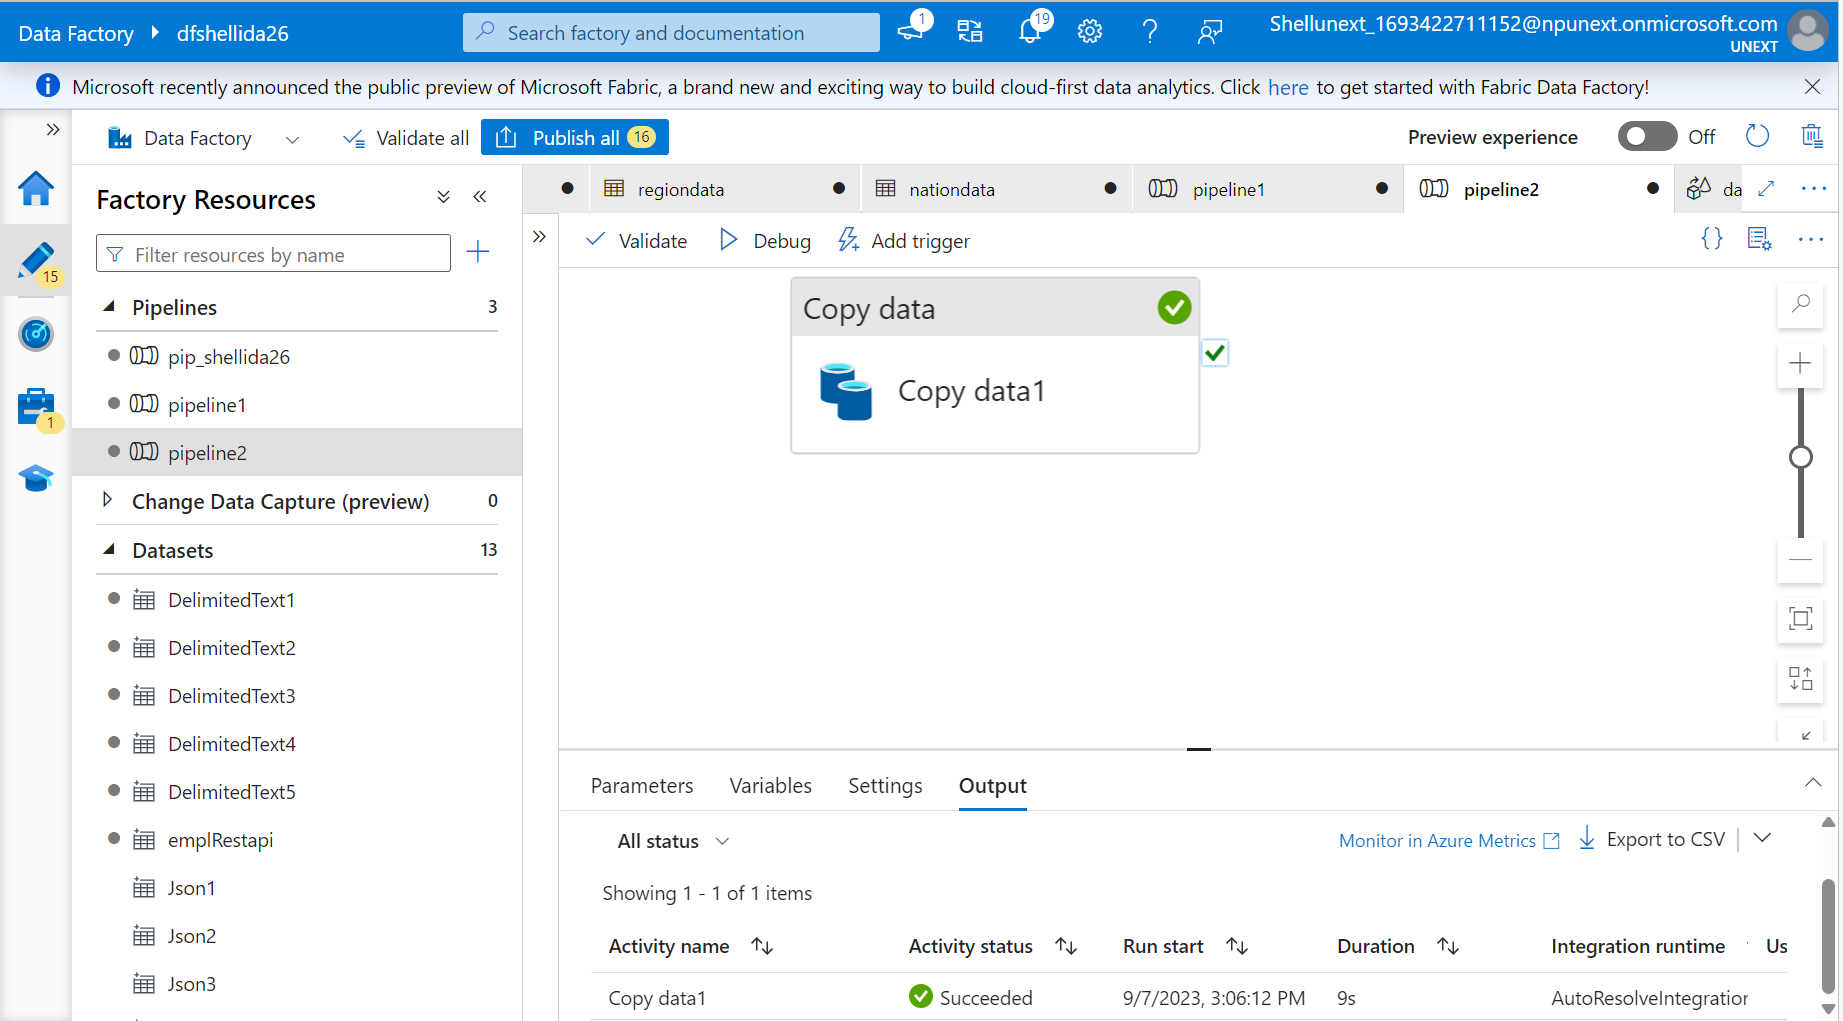 Data Factory dfshellida26
Search factory and documentation
1
19
Shellunext_1693422711152@npunext.onmicrosoft.com
UNEXT
Microsoft recently announced the public preview of Microsoft Fabric, a brand new and exciting way to build cloud-first data analytics. Click here to get started with Fabric Data Factory!
Data Factory
Validate all
Publish all 16
Preview experience
Off
15
1
Factory Resources
Filter resources by name
Pipelines 3
pip_shellida26
pipeline1
pipeline2
Change Data Capture (preview) 0
Datasets 13
DelimitedText1
DelimitedText2
DelimitedText3
DelimitedText4
DelimitedText5
emplRestapi
Json1
Json2
Json3
regiondata
nationdata
pipeline1
pipeline2
da
Validate
Debug
Add trigger
{}
Copy data
Copy data1
Parameters
Variables
Settings
Output
All status
Monitor in Azure Metrics
Export to CSV
Showing 1 - 1 of 1 items
Activity name Activity status Run start Duration Integration runtime Us
Copy data1 Succeeded 9/7/2023, 3:06:12 PM 9s AutoResolveIntegration